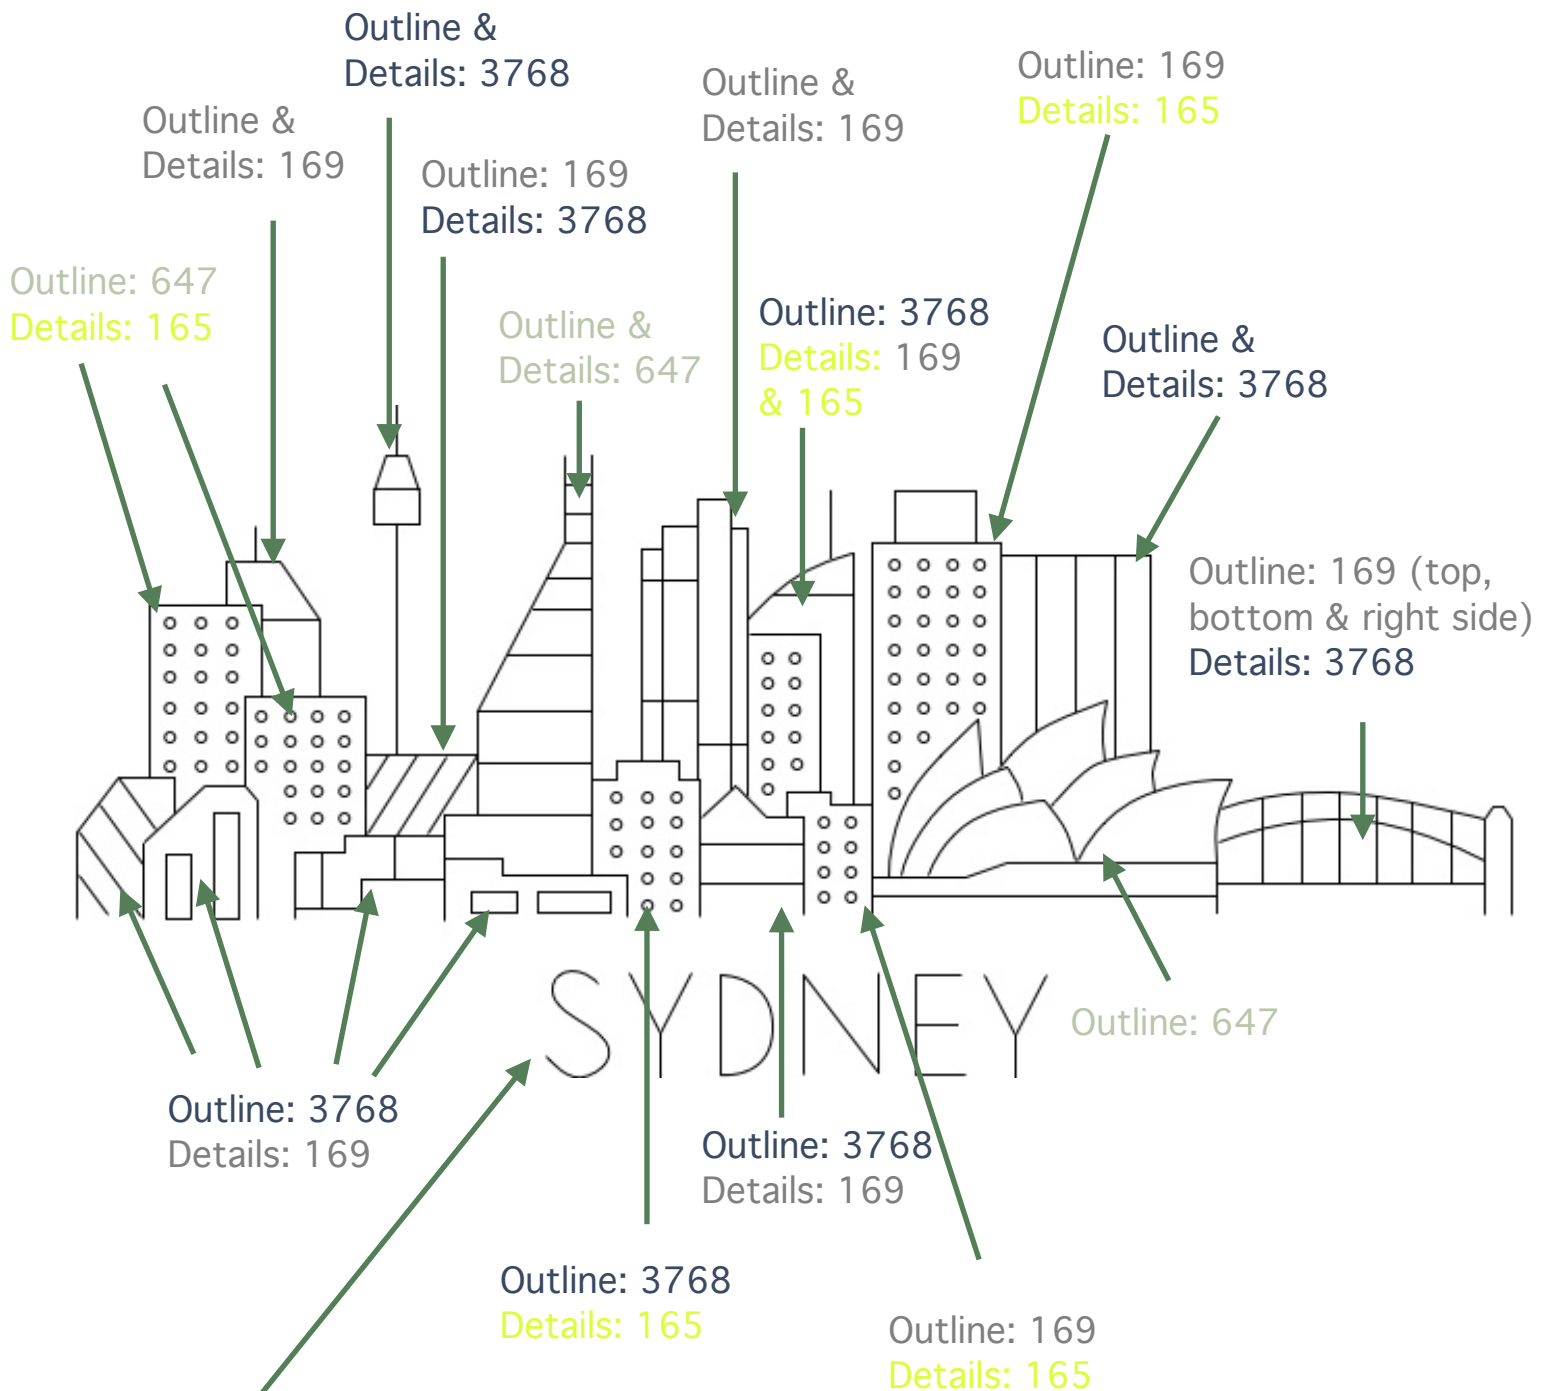 Outline &
Details: 3768
Outline: 169
Details: 165
Outline &
Details: 169
Outline &
Details: 169
Outline: 169
Details: 3768
Outline: 647
Details: 165
Outline &
Details: 647
Outline: 3768
Details: 169
& 165
Outline &
Details: 3768
Outline: 169 (top,
bottom & right side)
Details: 3768
SYDNEY
Outline: 647
Outline: 3768
Details: 169
Outline: 3768
Details: 169
Outline: 3768
Details: 165
Outline: 169
Details: 165